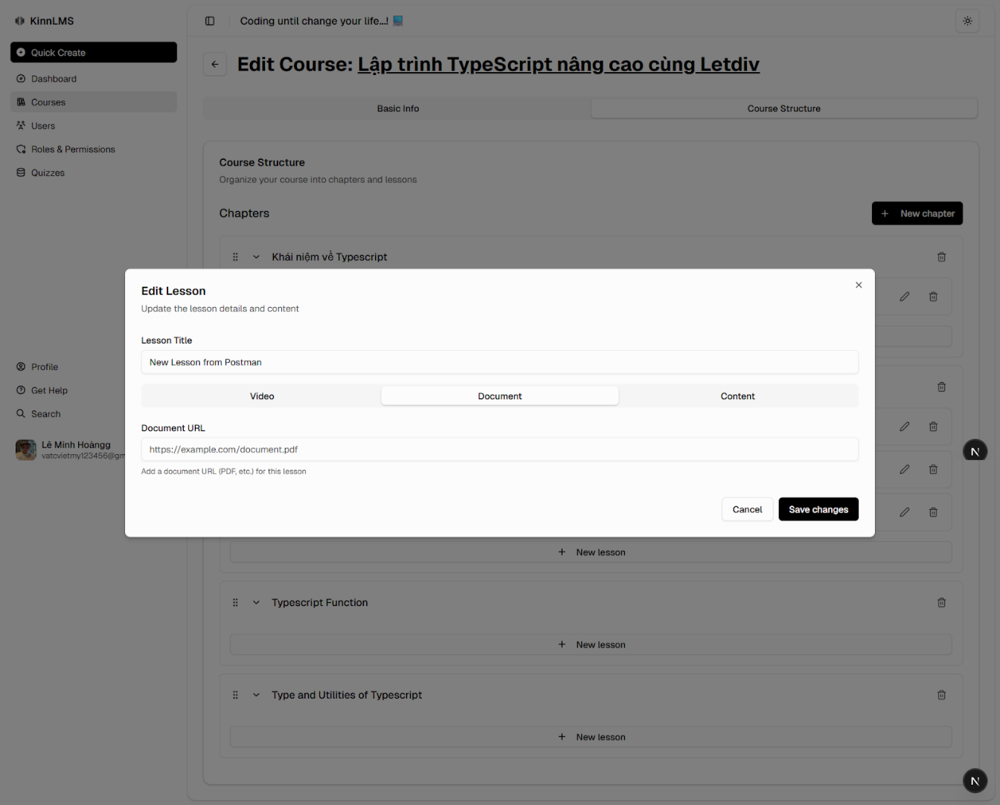 KinnLMS
Quick Create
Dashboard
Courses
Users
Roles & Permissions
Quizzes
Profile
Get Help
Search
Lê Minh Hoàngg
vatcvietmy123456@gm
Coding until change your life...!
Edit Course: Lập trình TypeScript nâng cao cùng Letdiv
Basic Info
Course Structure
Course Structure
Organize your course into chapters and lessons
Chapters
New chapter
Khái niệm về Typescript
Edit Lesson
Update the lesson details and content
Lesson Title
New Lesson from Postman
Video
Document
Content
Document URL
https://example.com/document.pdf
Add a document URL (PDF, etc.) for this lesson
Cancel
Save changes
New lesson
Typescript Function
New lesson
Type and Utilities of Typescript
New lesson
N
N